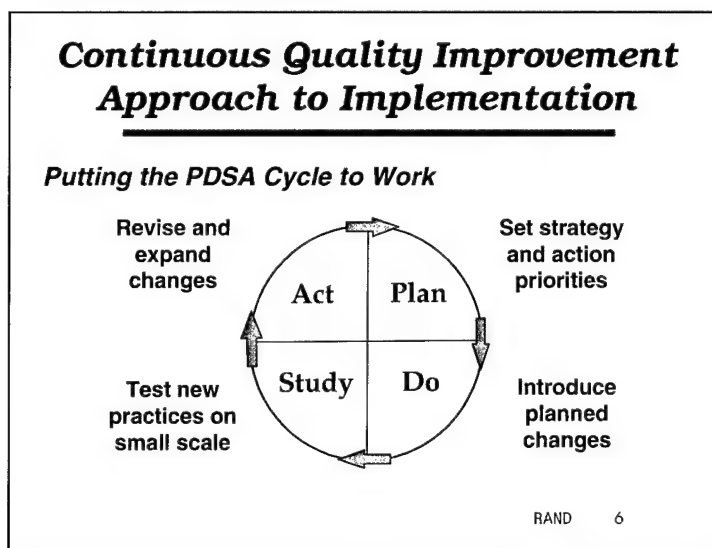 Continuous Quality Improvement
Approach to Implementation
Putting the PDSA Cycle to Work
Revise and
expand
changes
Set strategy
and action
priorities
Act
Plan
Study
Do
Test new
practices on
small scale
Introduce
planned
changes
RAND 6